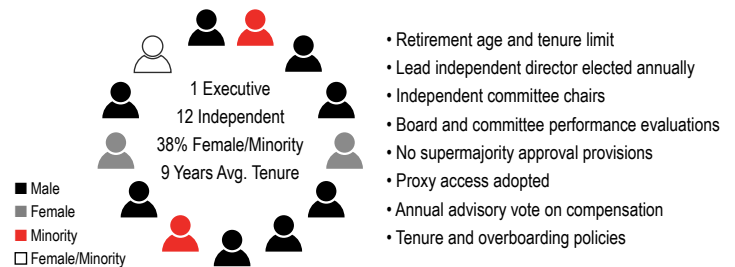 1 Executive
12 Independent
38% Female/Minority
9 Years Avg. Tenure
Male
Female
Minority
Female/Minority
• Retirement age and tenure limit
• Lead independent director elected annually
• Independent committee chairs
• Board and committee performance evaluations
• No supermajority approval provisions
• Proxy access adopted
• Annual advisory vote on compensation
• Tenure and overboarding policies